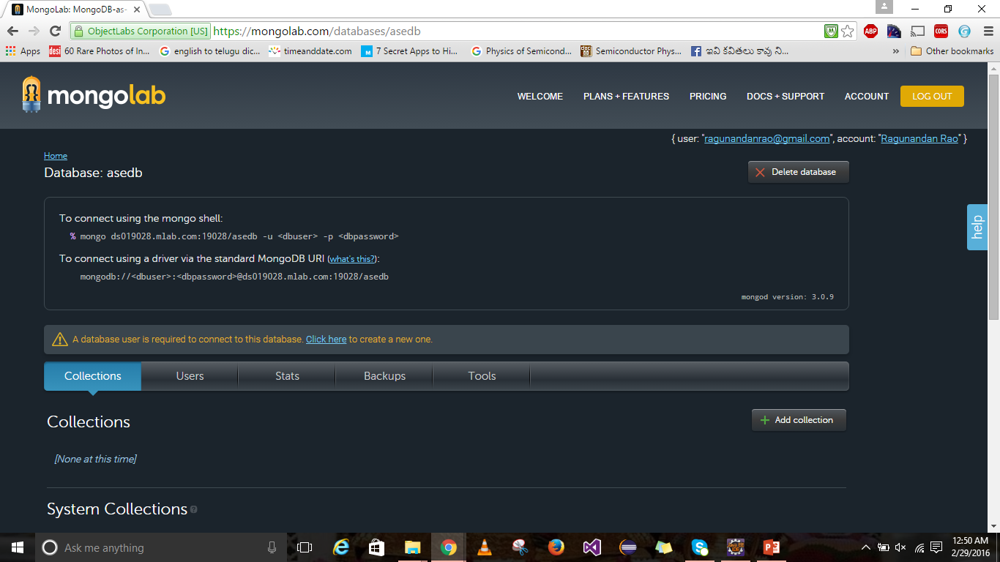 MongoLab: MongoDB-as-
ObjectLabs Corporation [US] https://mongolab.com/databases/asedb
ABP
CORS
Apps desi 60 Rare Photos of In... english to telugu dic... timeanddate.com 7 Secret Apps to Hi... Physics of Semicond... Semiconductor Phys... ఇవి కవితలు కావు ని... » Other bookmarks
mongolab
WELCOME PLANS + FEATURES PRICING DOCS + SUPPORT ACCOUNT LOG OUT
{ user: "ragunandanrao@gmail.com", account: "Ragunandan Rao" }
Home
Database: asedb
Delete database
To connect using the mongo shell:
% mongo ds019028.mlab.com:19028/asedb -u <dbuser> -p <dbpassword>
To connect using a driver via the standard MongoDB URI (what's this?):
mongodb://<dbuser>:<dbpassword>@ds019028.mlab.com:19028/asedb
mongod version: 3.0.9
help
A database user is required to connect to this database. Click here to create a new one.
Collections Users Stats Backups Tools
Collections
+ Add collection
[None at this time]
System Collections
Ask me anything
12:50 AM
2/29/2016